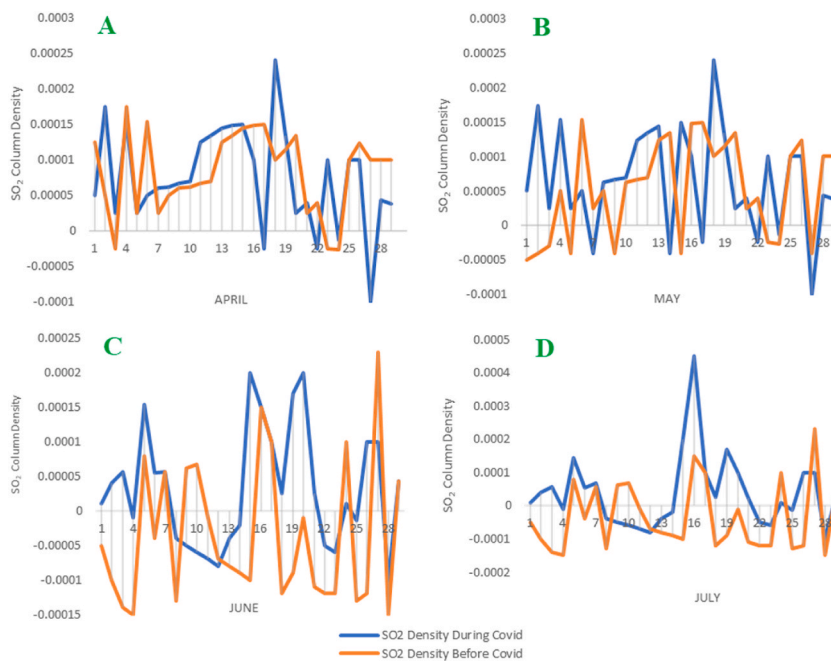 A
SO₂ Column Density
0.0003
0.00025
0.0002
0.00015
0.0001
0.00005
0
-0.00005
-0.0001
1 4 7 10 13 16 19 22 25 28
APRIL
B
SO₂ Column Density
0.0003
0.00025
0.0002
0.00015
0.0001
0.00005
0
-0.00005
-0.0001
1 4 7 10 13 16 19 22 25 28
MAY
C
SO₂ Column Density
0.00025
0.0002
0.00015
0.0001
0.00005
0
-0.00005
-0.0001
-0.00015
1 4 7 10 13 16 19 22 25 28
JUNE
D
SO₂ Column Density
0.0005
0.0004
0.0003
0.0002
0.0001
0
-0.0001
-0.0002
1 4 7 10 13 16 19 22 25 28
JULY
SO2 Density During Covid
SO2 Density Before Covid